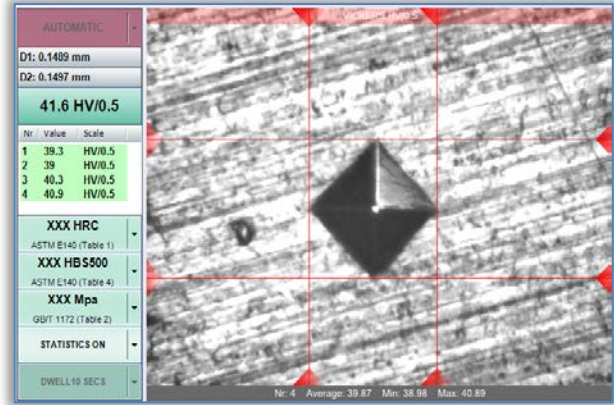 AUTOMATIC
D1: 0.1489 mm
D2: 0.1497 mm
41.6 HV/0.5
Nr Value Scale
1 39.3 HV/0.5
2 39 HV/0.5
3 40.3 HV/0.5
4 40.9 HV/0.5
XXX HRC
ASTM E140 (Table 1)
XXX HBS500
ASTM E140 (Table 4)
XXX Mpa
GB/T 1172 (Table 2)
STATISTICS ON
DWELL10 SECS
VICKERS HV/0.5
Nr: 4 Average: 39.87 Min: 38.98 Max: 40.89